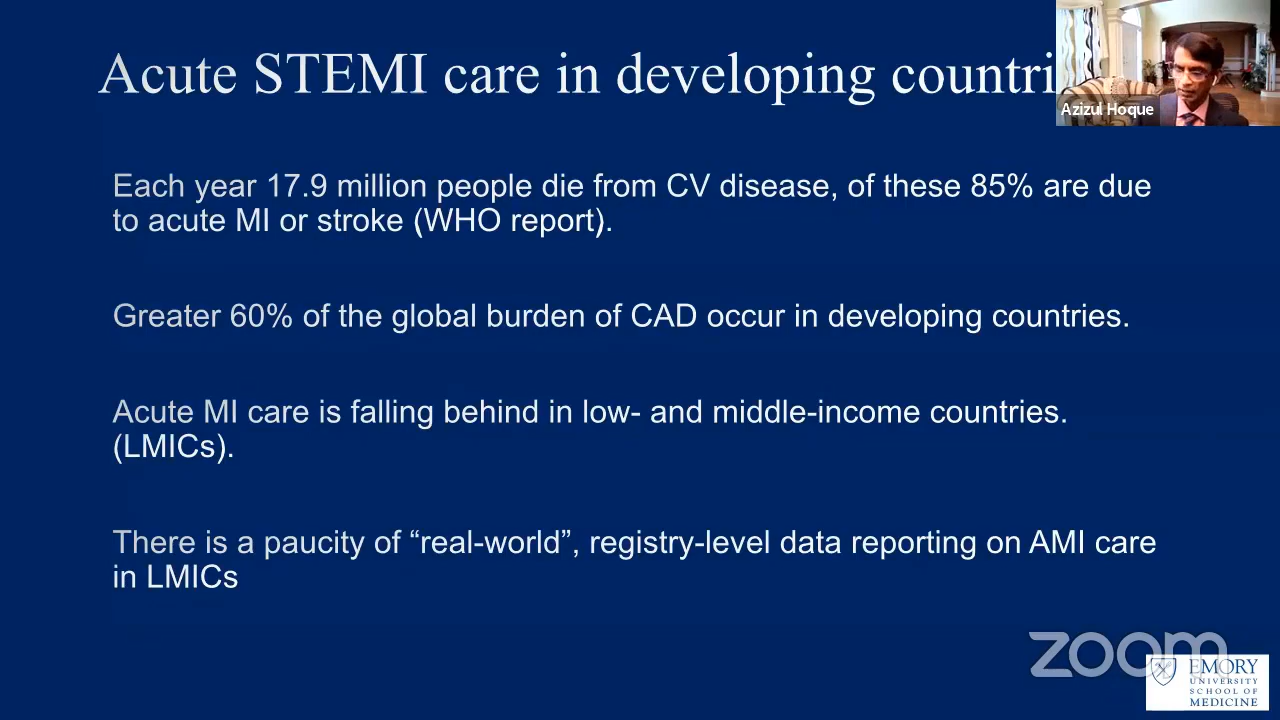 Acute STEMI care in developing countri
Azizul Hoque
Each year 17.9 million people die from CV disease, of these 85% are due
to acute MI or stroke (WHO report).
Greater 60% of the global burden of CAD occur in developing countries.
Acute MI care is falling behind in low- and middle-income countries.
(LMICs).
There is a paucity of “real-world”, registry-level data reporting on AMI care
in LMICs
zoom
EMORY
UNIVERSITY
SCHOOL OF
MEDICINE